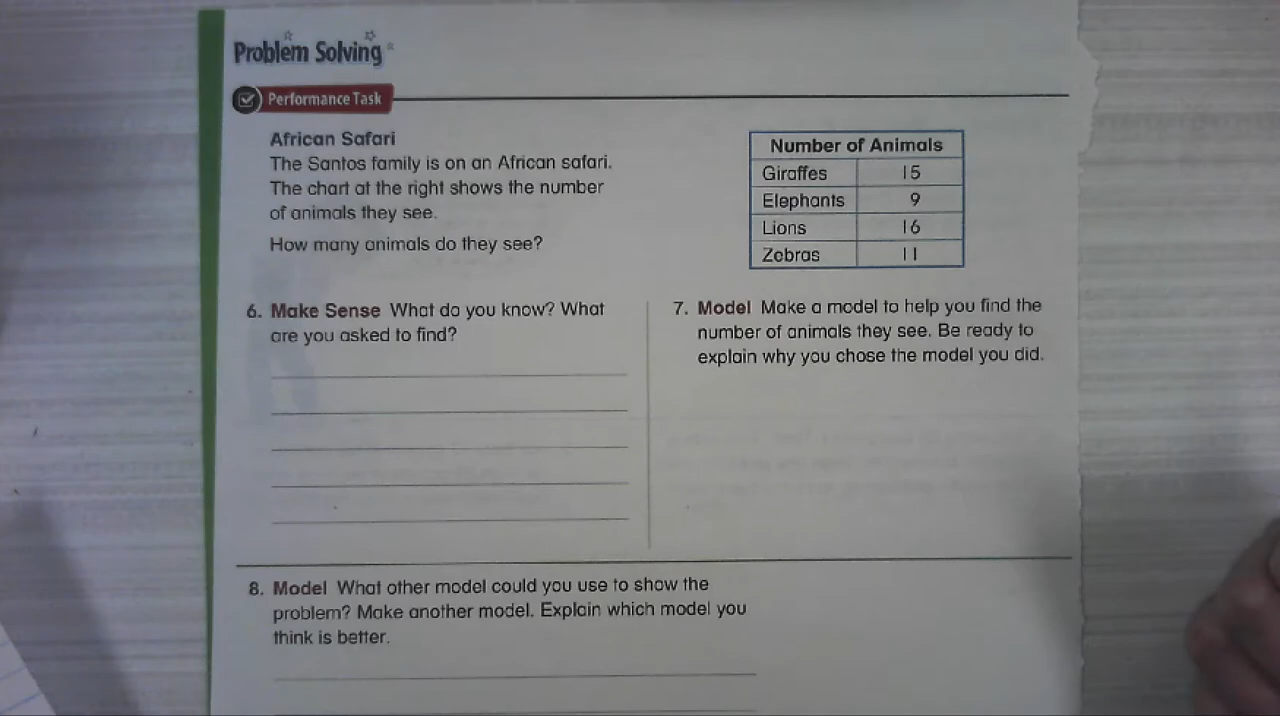 Problem Solving
Performance Task
African Safari
The Santos family is on an African safari.
The chart at the right shows the number
of animals they see.
How many animals do they see?
Number of Animals
Giraffes 15
Elephants 9
Lions 16
Zebras 11
6. Make Sense What do you know? What
are you asked to find?
7. Model Make a model to help you find the
number of animals they see. Be ready to
explain why you chose the model you did.
8. Model What other model could you use to show the
problem? Make another model. Explain which model you
think is better.